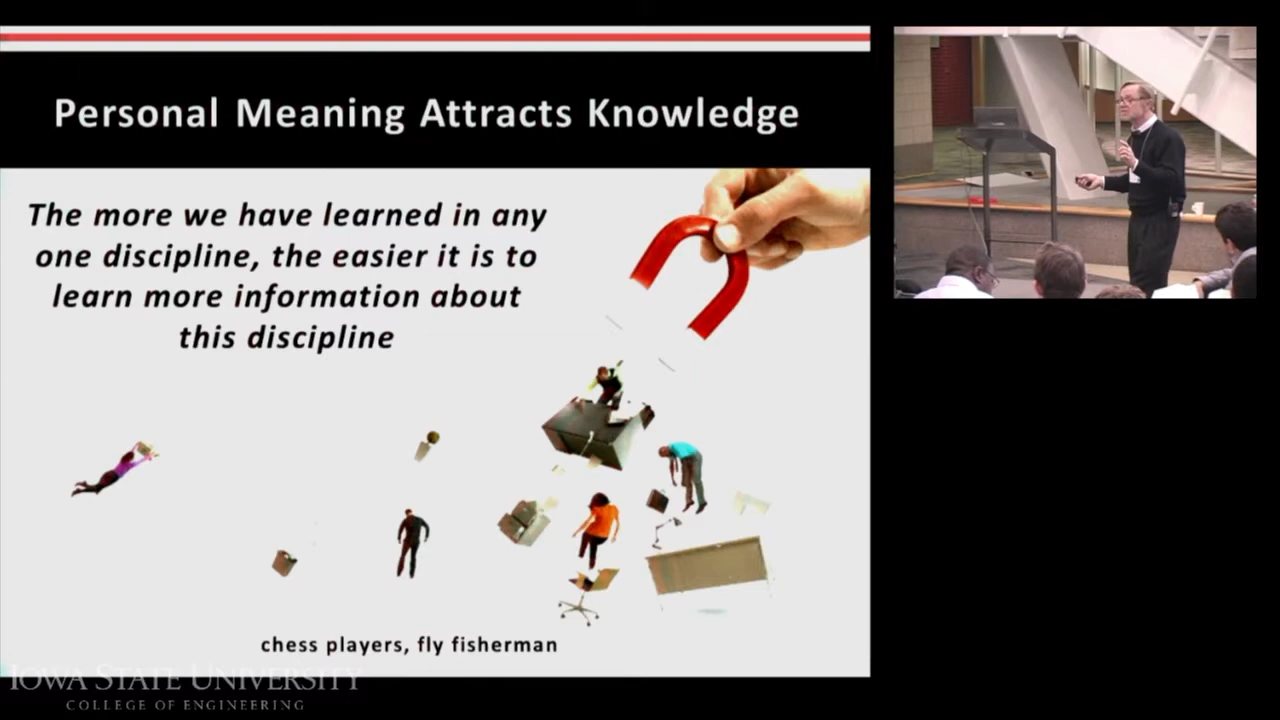 Personal Meaning Attracts Knowledge
The more we have learned in any
one discipline, the easier it is to
learn more information about
this discipline
chess players, fly fisherman
IOWA STATE UNIVERSITY
COLLEGE OF ENGINEERING